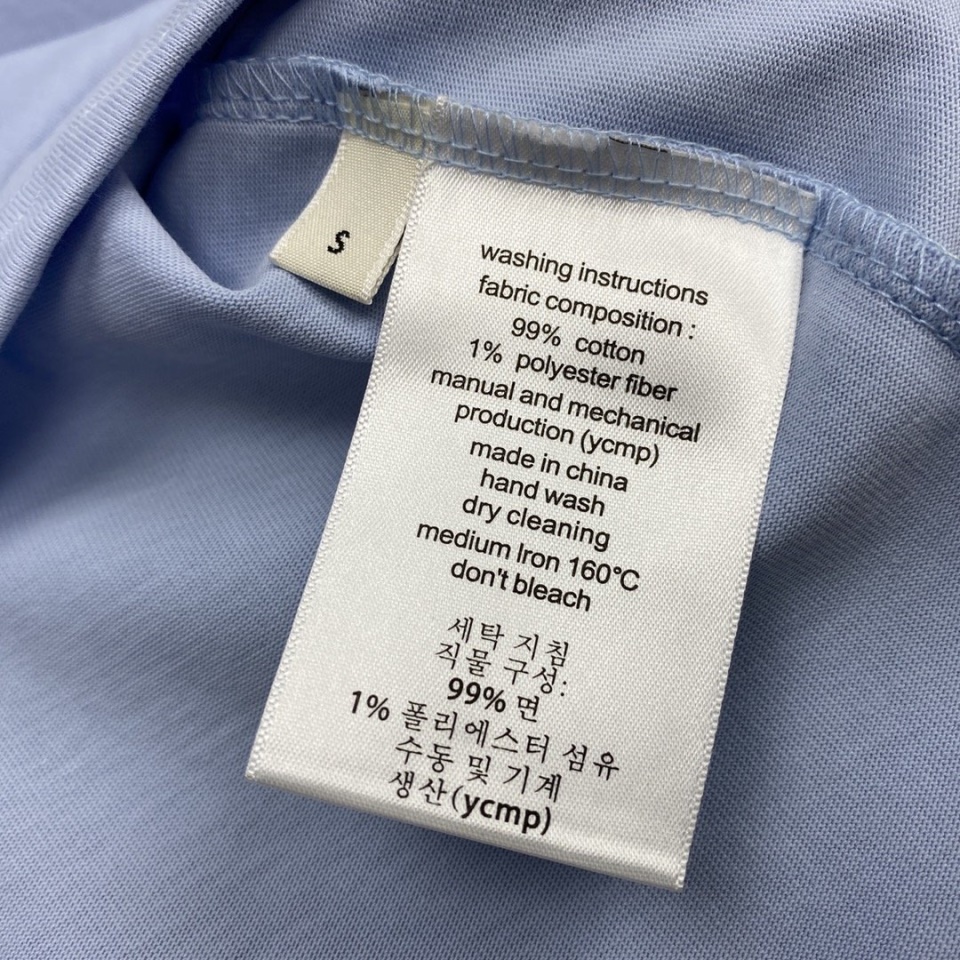 S
washing instructions
fabric composition :
99% cotton
1% polyester fiber
manual and mechanical
production (ycmp)
made in china
hand wash
dry cleaning
medium Iron 160℃
don't bleach
세탁 지침
직물 구성:
99% 면
1% 폴리에스터 섬유
수동 및 기계
생산(ycmp)